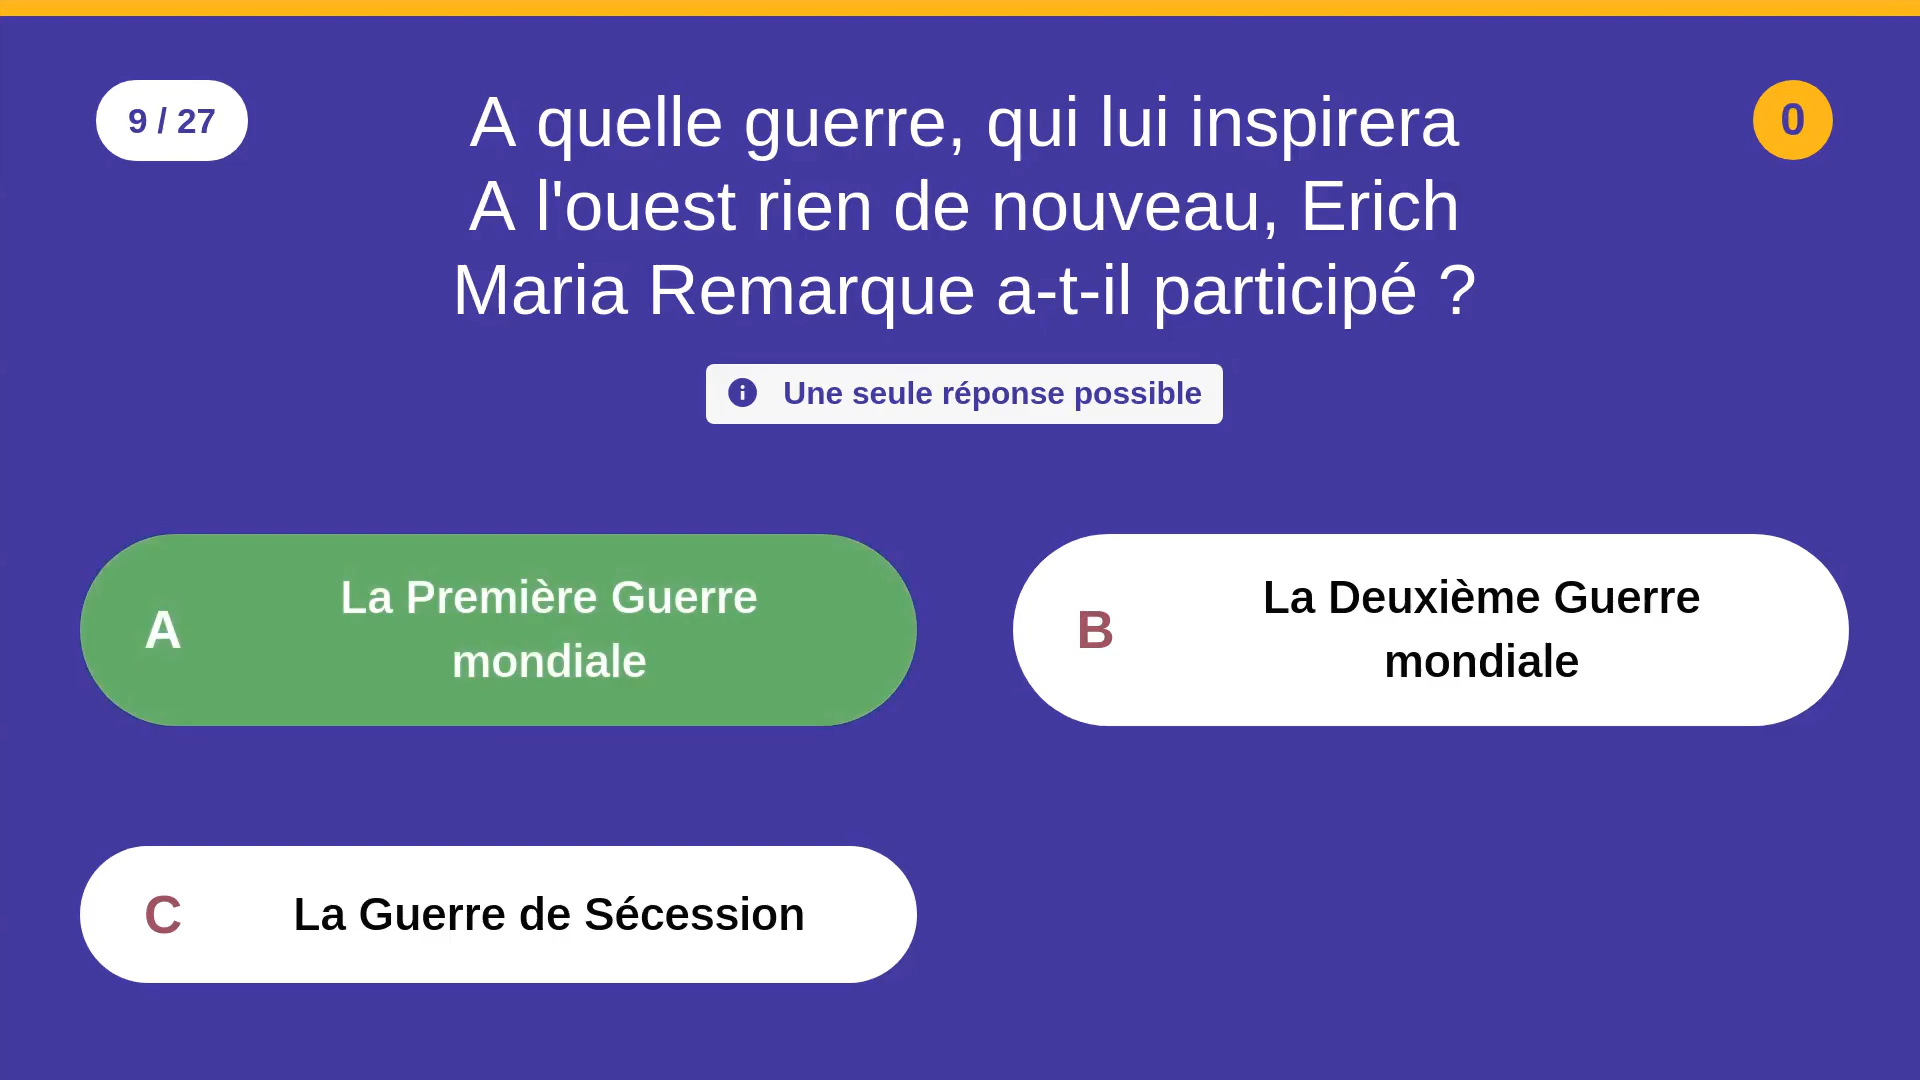 9 / 27
A quelle guerre, qui lui inspirera
A l'ouest rien de nouveau, Erich
Maria Remarque a-t-il participé ?
0
Une seule réponse possible
A
La Première Guerre
mondiale
B
La Deuxième Guerre
mondiale
C
La Guerre de Sécession